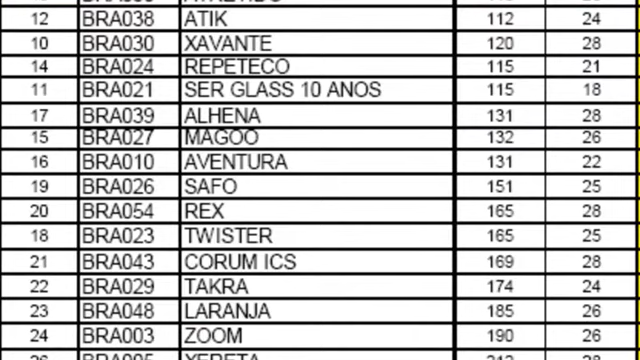 12 BRA038 ATIK 112 24
10 BRA030 XAVANTE 120 28
14 BRA024 REPETECO 115 21
11 BRA021 SER GLASS 10 ANOS 115 18
17 BRA039 ALHENA 131 28
15 BRA027 MAGOO 132 26
16 BRA010 AVENTURA 131 22
19 BRA026 SAFO 151 25
20 BRA054 REX 165 28
18 BRA023 TWISTER 165 25
21 BRA043 CORUM ICS 169 28
22 BRA029 TAKRA 174 24
23 BRA048 LARANJA 185 26
24 BRA003 ZOOM 190 26